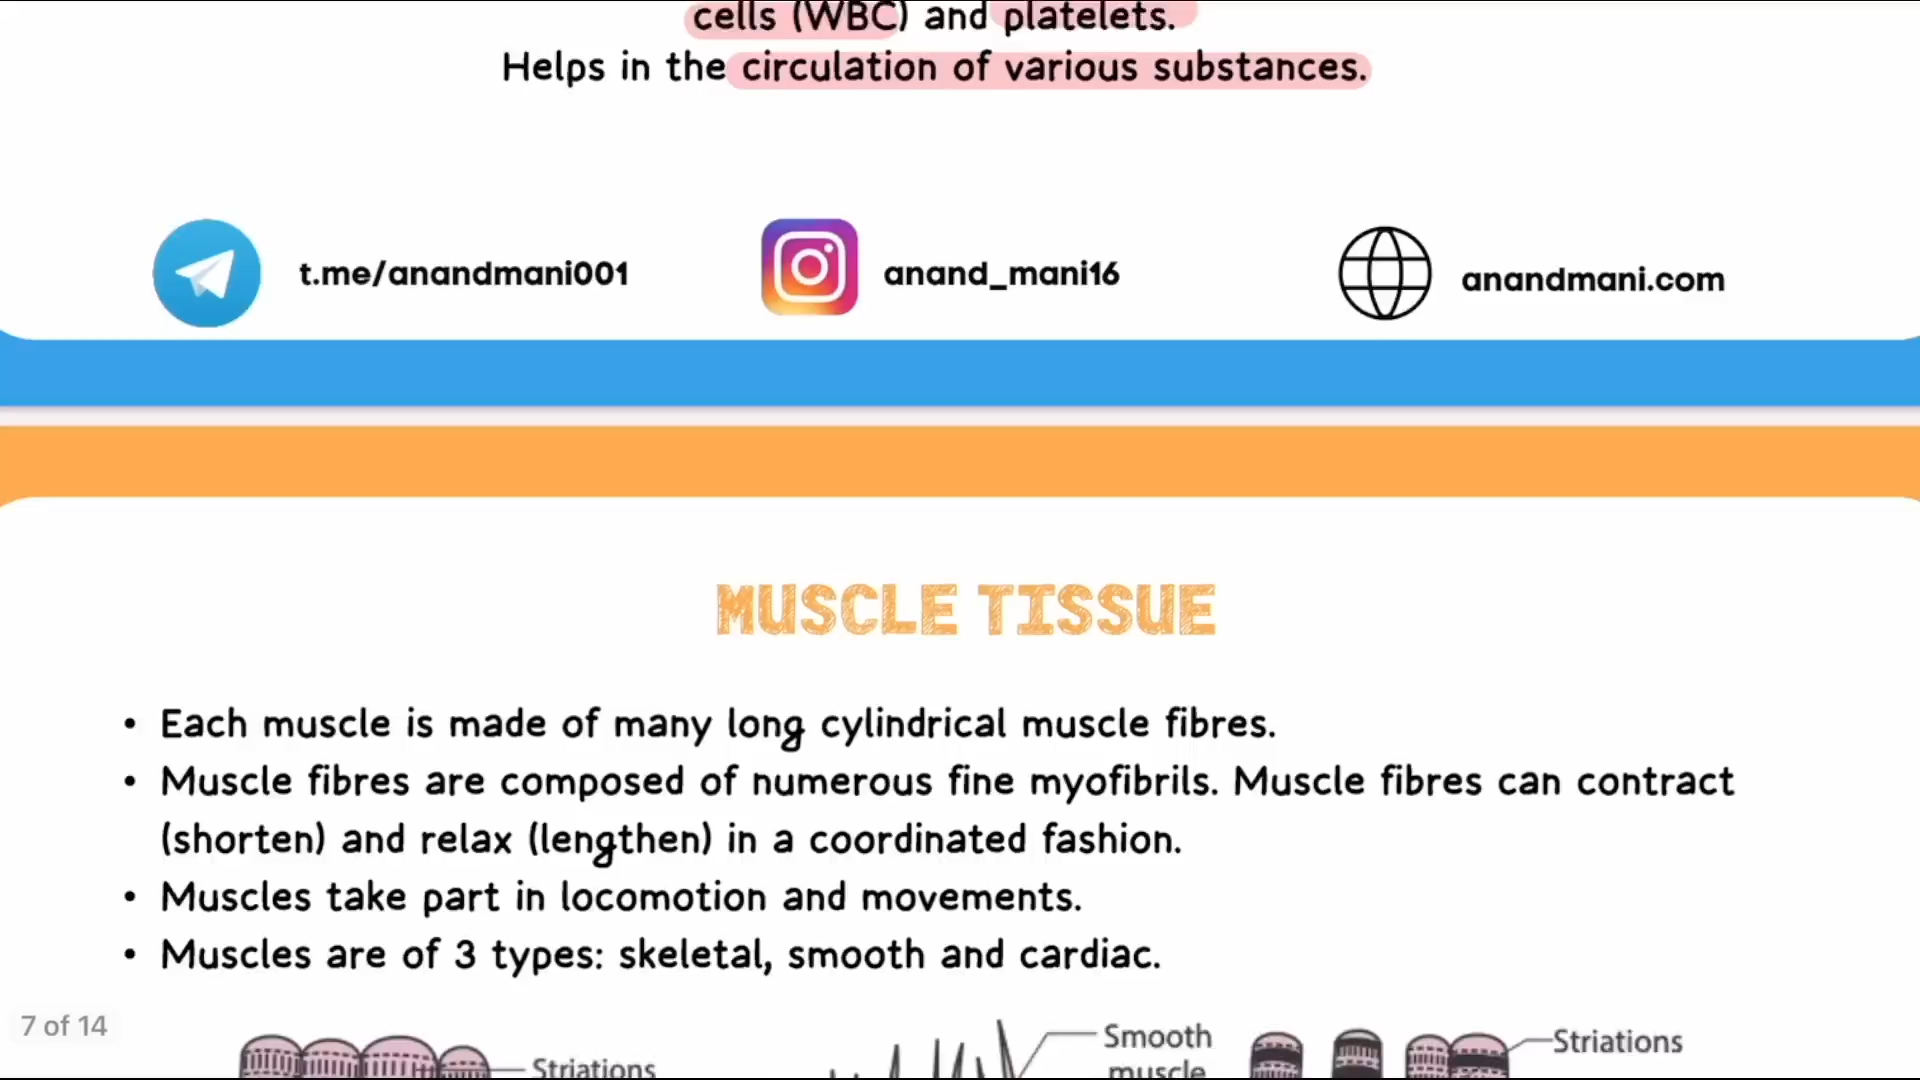 cells (WBC) and platelets.
Helps in the circulation of various substances.
t.me/anandmani001
anand_mani16
anandmani.com
MUSCLE TISSUE
• Each muscle is made of many long cylindrical muscle fibres.
• Muscle fibres are composed of numerous fine myofibrils. Muscle fibres can contract
(shorten) and relax (lengthen) in a coordinated fashion.
• Muscles take part in locomotion and movements.
• Muscles are of 3 types: skeletal, smooth and cardiac.
7 of 14
Striations
Smooth
muscle
Striations